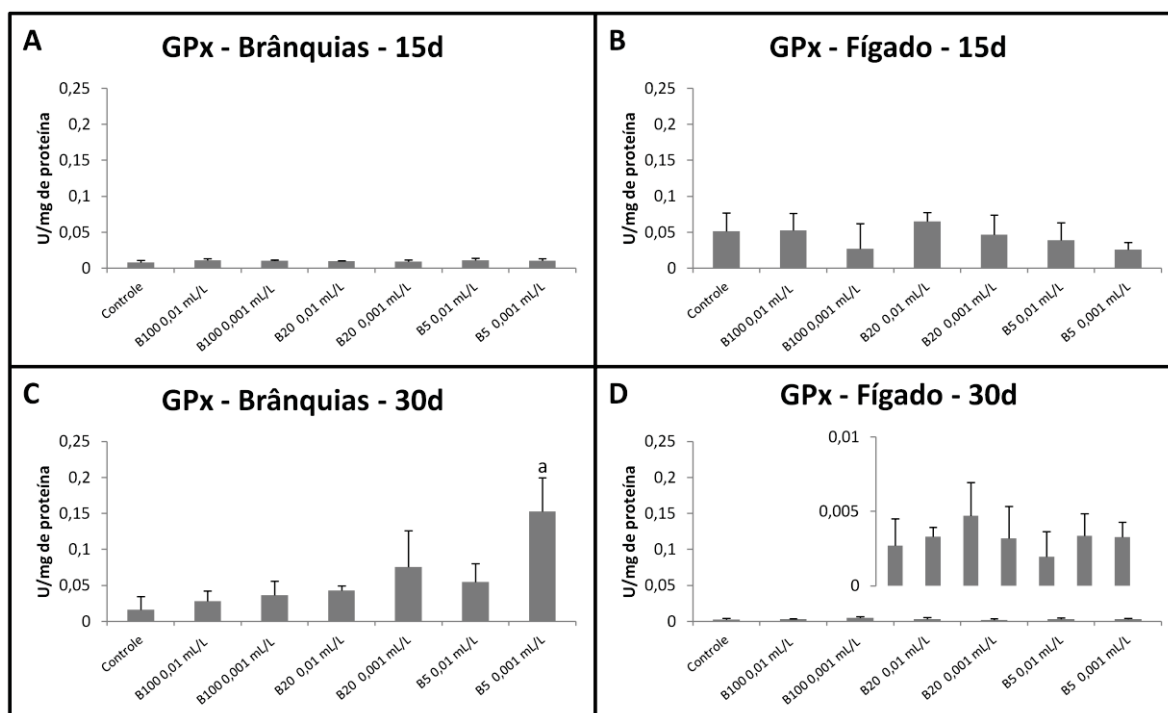 A
GPx - Brânquias - 15d
U/mg de proteína
0,25
0,2
0,15
0,1
0,05
0
Controle
B100 0,01 mL/L
B100 0,001 mL/L
B20 0,01 mL/L
B20 0,001 mL/L
B5 0,01 mL/L
B5 0,001 mL/L
B
GPx - Fígado - 15d
U/mg de proteína
0,25
0,2
0,15
0,1
0,05
0
Controle
B100 0,01 mL/L
B100 0,001 mL/L
B20 0,01 mL/L
B20 0,001 mL/L
B5 0,01 mL/L
B5 0,001 mL/L
C
GPx - Brânquias - 30d
U/mg de proteína
0,25
0,2
0,15
0,1
0,05
0
a
Controle
B100 0,01 mL/L
B100 0,001 mL/L
B20 0,01 mL/L
B20 0,001 mL/L
B5 0,01 mL/L
B5 0,001 mL/L
D
GPx - Fígado - 30d
U/mg de proteína
0,25
0,2
0,15
0,1
0,05
0
0,01
0,005
0
Controle
B100 0,01 mL/L
B100 0,001 mL/L
B20 0,01 mL/L
B20 0,001 mL/L
B5 0,01 mL/L
B5 0,001 mL/L